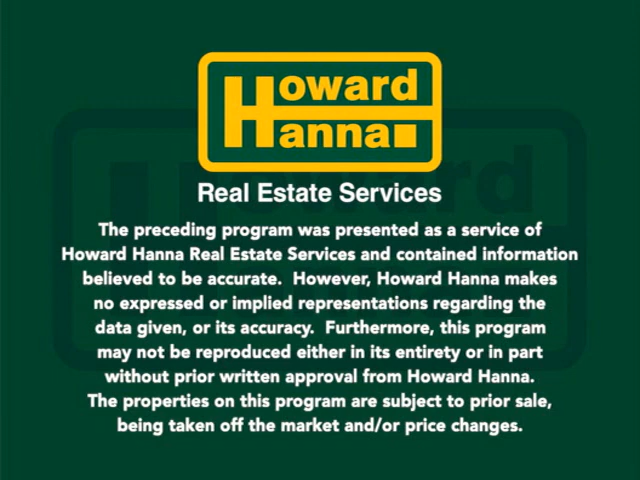 Howard
Hanna
Real Estate Services
The preceding program was presented as a service of
Howard Hanna Real Estate Services and contained information
believed to be accurate.  However, Howard Hanna makes
no expressed or implied representations regarding the
data given, or its accuracy.  Furthermore, this program
may not be reproduced either in its entirety or in part
without prior written approval from Howard Hanna.
The properties on this program are subject to prior sale,
being taken off the market and/or price changes.